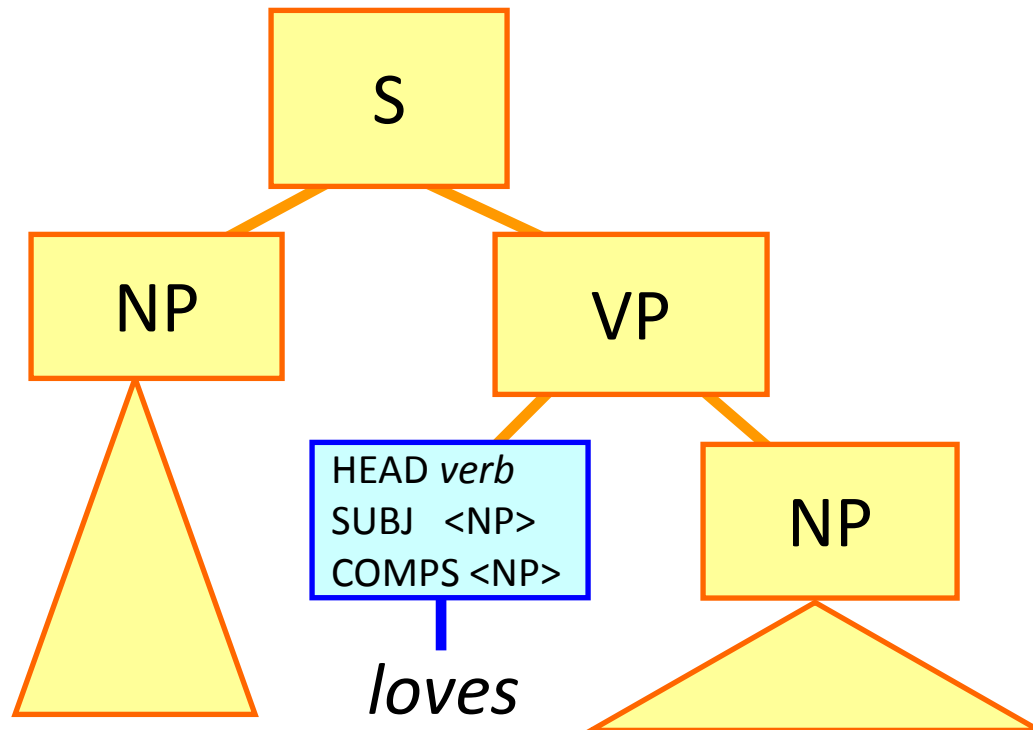 S
NP
VP
HEAD verb
SUBJ <NP>
COMPS <NP>
NP
loves